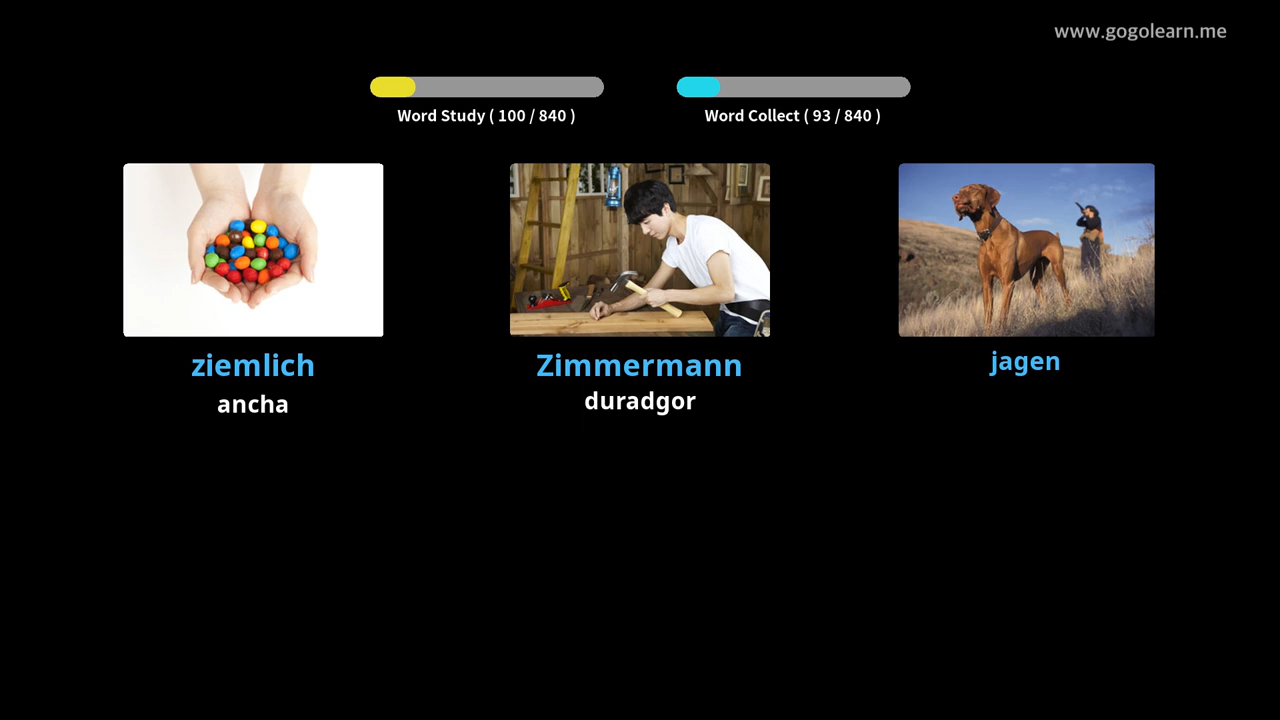 www.gogolearn.me
Word Study ( 100 / 840 )
Word Collect ( 93 / 840 )
ziemlich
ancha
Zimmermann
duradgor
jagen